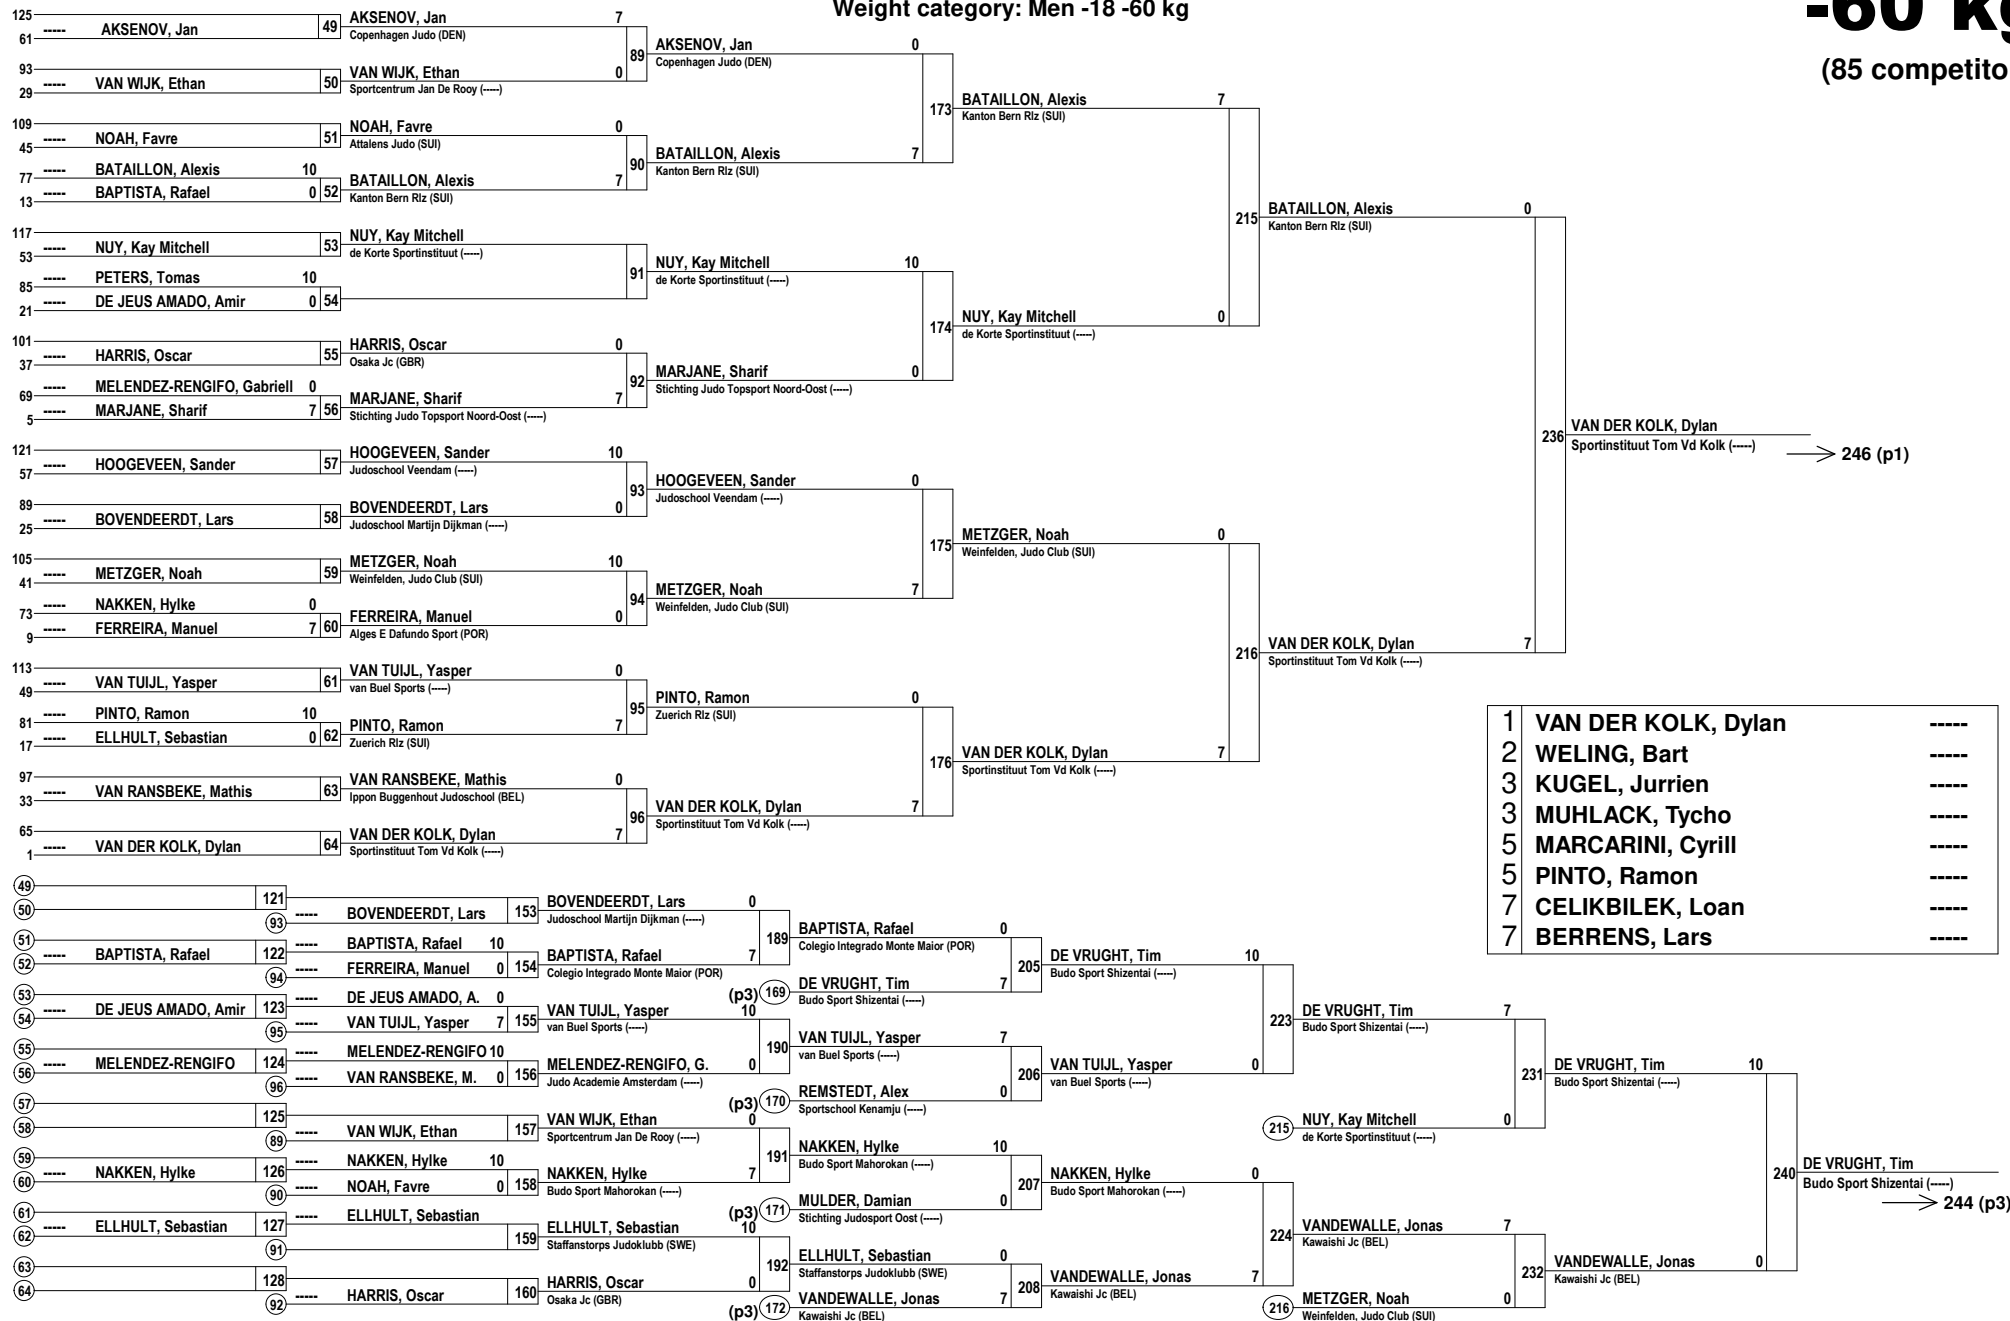 Weight category: Men -18 -60 kg
-60 kg
(85 competito
125
61 ----- AKSENOV, Jan 49
AKSENOV, Jan 7
Copenhagen Judo (DEN)
93
29 ----- VAN WIJK, Ethan 50
VAN WIJK, Ethan 0
Sportcentrum Jan De Rooy (-----)
89
AKSENOV, Jan 0
Copenhagen Judo (DEN)
109
45 ----- NOAH, Favre 51
NOAH, Favre 0
Attalens Judo (SUI)
77 ----- BATAILLON, Alexis 10
13 ----- BAPTISTA, Rafael 0 52
BATAILLON, Alexis 7
Kanton Bern Rlz (SUI)
90
BATAILLON, Alexis 7
Kanton Bern Rlz (SUI)
173
BATAILLON, Alexis 7
Kanton Bern Rlz (SUI)
117
53 ----- NUY, Kay Mitchell 53
NUY, Kay Mitchell
de Korte Sportinstituut (-----)
85 ----- PETERS, Tomas 10
21 ----- DE JEUS AMADO, Amir 0 54
91
NUY, Kay Mitchell 10
de Korte Sportinstituut (-----)
101
37 ----- HARRIS, Oscar 55
HARRIS, Oscar 0
Osaka Jc (GBR)
69 ----- MELENDEZ-RENGIFO, Gabriell 0
5 ----- MARJANE, Sharif 7 56
MARJANE, Sharif 7
Stichting Judo Topsport Noord-Oost (-----)
92
MARJANE, Sharif 0
Stichting Judo Topsport Noord-Oost (-----)
174
NUY, Kay Mitchell 0
de Korte Sportinstituut (-----)
215
BATAILLON, Alexis 0
Kanton Bern Rlz (SUI)
121
57 ----- HOOGEVEEN, Sander 57
HOOGEVEEN, Sander 10
Judoschool Veendam (-----)
89
25 ----- BOVENDEERDT, Lars 58
BOVENDEERDT, Lars 0
Judoschool Martijn Dijkman (-----)
93
HOOGEVEEN, Sander 0
Judoschool Veendam (-----)
105
41 ----- METZGER, Noah 59
METZGER, Noah 10
Weinfelden, Judo Club (SUI)
73 ----- NAKKEN, Hylke 0
9 ----- FERREIRA, Manuel 7 60
FERREIRA, Manuel 0
Alges E Dafundo Sport (POR)
94
METZGER, Noah 7
Weinfelden, Judo Club (SUI)
175
METZGER, Noah 0
Weinfelden, Judo Club (SUI)
113
49 ----- VAN TUIJL, Yasper 61
VAN TUIJL, Yasper 0
van Buel Sports (-----)
81 ----- PINTO, Ramon 10
17 ----- ELLHULT, Sebastian 0 62
PINTO, Ramon 7
Zuerich Rlz (SUI)
95
PINTO, Ramon 0
Zuerich Rlz (SUI)
97
33 ----- VAN RANSBEKE, Mathis 63
VAN RANSBEKE, Mathis 0
Ippon Buggenhout Judoschool (BEL)
65
1 ----- VAN DER KOLK, Dylan 64
VAN DER KOLK, Dylan 7
Sportinstituut Tom Vd Kolk (-----)
96
VAN DER KOLK, Dylan 7
Sportinstituut Tom Vd Kolk (-----)
176
VAN DER KOLK, Dylan 7
Sportinstituut Tom Vd Kolk (-----)
216
VAN DER KOLK, Dylan 7
Sportinstituut Tom Vd Kolk (-----)
236
VAN DER KOLK, Dylan
Sportinstituut Tom Vd Kolk (-----)
246 (p1)
1 VAN DER KOLK, Dylan -----
2 WELING, Bart -----
3 KUGEL, Jurrien -----
3 MUHLACK, Tycho -----
5 MARCARINI, Cyrill -----
5 PINTO, Ramon -----
7 CELIKBILEK, Loan -----
7 BERRENS, Lars -----
49
50
121
93 ----- BOVENDEERDT, Lars 153
BOVENDEERDT, Lars 0
Judoschool Martijn Dijkman (-----)
51
52 ----- BAPTISTA, Rafael 122
----- BAPTISTA, Rafael 10
94 ----- FERREIRA, Manuel 0 154
BAPTISTA, Rafael 7
Colegio Integrado Monte Maior (POR)
189
BAPTISTA, Rafael 0
Colegio Integrado Monte Maior (POR)
(p3) 169 DE VRUGHT, Tim 7
Budo Sport Shizentai (-----)
205
DE VRUGHT, Tim 10
Budo Sport Shizentai (-----)
53
54 ----- DE JEUS AMADO, Amir 123
----- DE JEUS AMADO, A. 0
95 ----- VAN TUIJL, Yasper 7 155
VAN TUIJL, Yasper 10
van Buel Sports (-----)
55
56 ----- MELENDEZ-RENGIFO 124
----- MELENDEZ-RENGIFO 10
96 ----- VAN RANSBEKE, M. 0 156
MELENDEZ-RENGIFO, G. 0
Judo Academie Amsterdam (-----)
190
VAN TUIJL, Yasper 7
van Buel Sports (-----)
(p3) 170 REMSTEDT, Alex 0
Sportschool Kenamju (-----)
206
VAN TUIJL, Yasper 0
van Buel Sports (-----)
223
DE VRUGHT, Tim 7
Budo Sport Shizentai (-----)
215 NUY, Kay Mitchell 0
de Korte Sportinstituut (-----)
231
DE VRUGHT, Tim 10
Budo Sport Shizentai (-----)
57
58
125
89 ----- VAN WIJK, Ethan 157
VAN WIJK, Ethan 0
Sportcentrum Jan De Rooy (-----)
59
60 ----- NAKKEN, Hylke 126
----- NAKKEN, Hylke 10
90 ----- NOAH, Favre 0 158
NAKKEN, Hylke 7
Budo Sport Mahorokan (-----)
191
NAKKEN, Hylke 10
Budo Sport Mahorokan (-----)
(p3) 171 MULDER, Damian 0
Stichting Judosport Oost (-----)
207
NAKKEN, Hylke 0
Budo Sport Mahorokan (-----)
61
62 ----- ELLHULT, Sebastian 127
----- ELLHULT, Sebastian
91
159
ELLHULT, Sebastian 10
Staffanstorps Judoklubb (SWE)
63
64
128
92 ----- HARRIS, Oscar 160
HARRIS, Oscar 0
Osaka Jc (GBR)
192
ELLHULT, Sebastian 0
Staffanstorps Judoklubb (SWE)
(p3) 172 VANDEWALLE, Jonas 7
Kawaishi Jc (BEL)
208
VANDEWALLE, Jonas 7
Kawaishi Jc (BEL)
224
VANDEWALLE, Jonas 7
Kawaishi Jc (BEL)
216 METZGER, Noah 0
Weinfelden, Judo Club (SUI)
232
VANDEWALLE, Jonas 0
Kawaishi Jc (BEL)
240
DE VRUGHT, Tim
Budo Sport Shizentai (-----)
244 (p3)